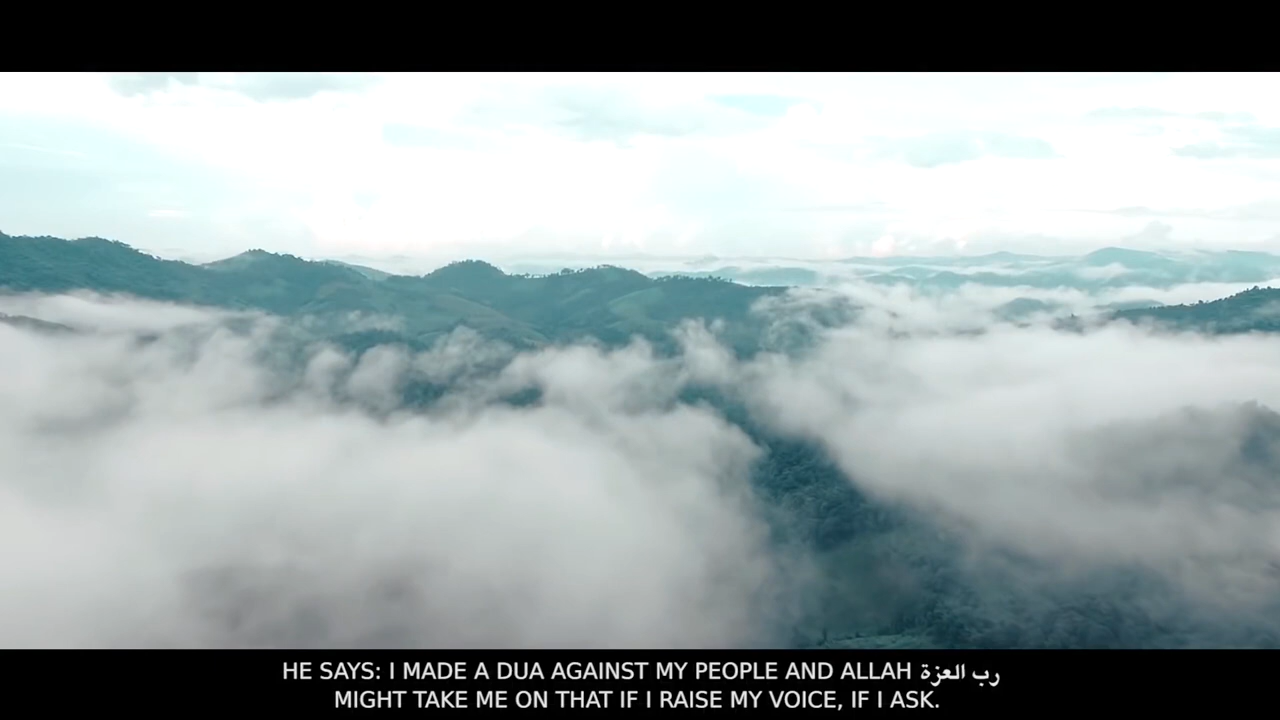 HE SAYS: I MADE A DUA AGAINST MY PEOPLE AND ALLAH رب العزة
MIGHT TAKE ME ON THAT IF I RAISE MY VOICE, IF I ASK.